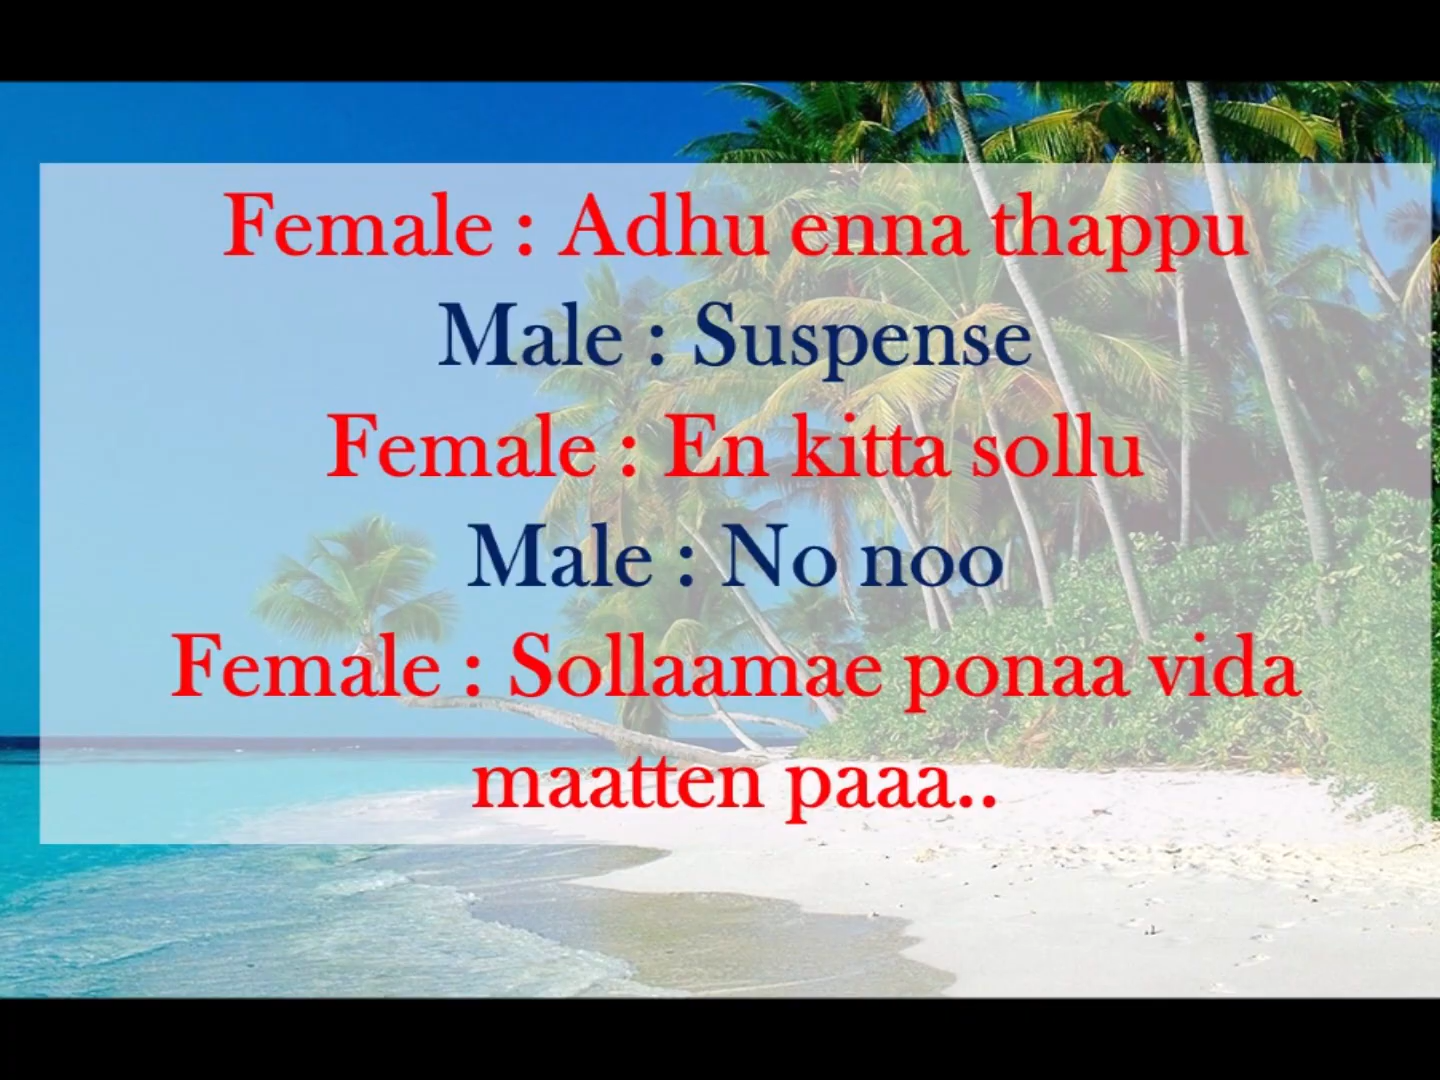 Female : Adhu enna thappu
Male : Suspense
Female : En kitta sollu
Male : No noo
Female : Sollaamae ponaa vida
maatten paaa..